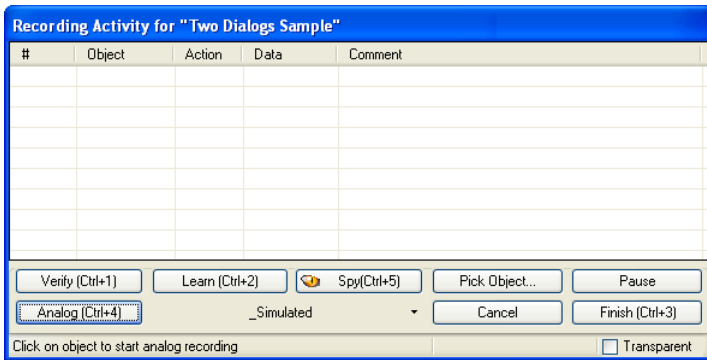 Recording Activity for "Two Dialogs Sample"
# Object Action Data Comment
Verify (Ctrl+1) Learn (Ctrl+2) Spy(Ctrl+5) Pick Object... Pause
Analog (Ctrl+4) _Simulated Cancel Finish (Ctrl+3)
Click on object to start analog recording Transparent